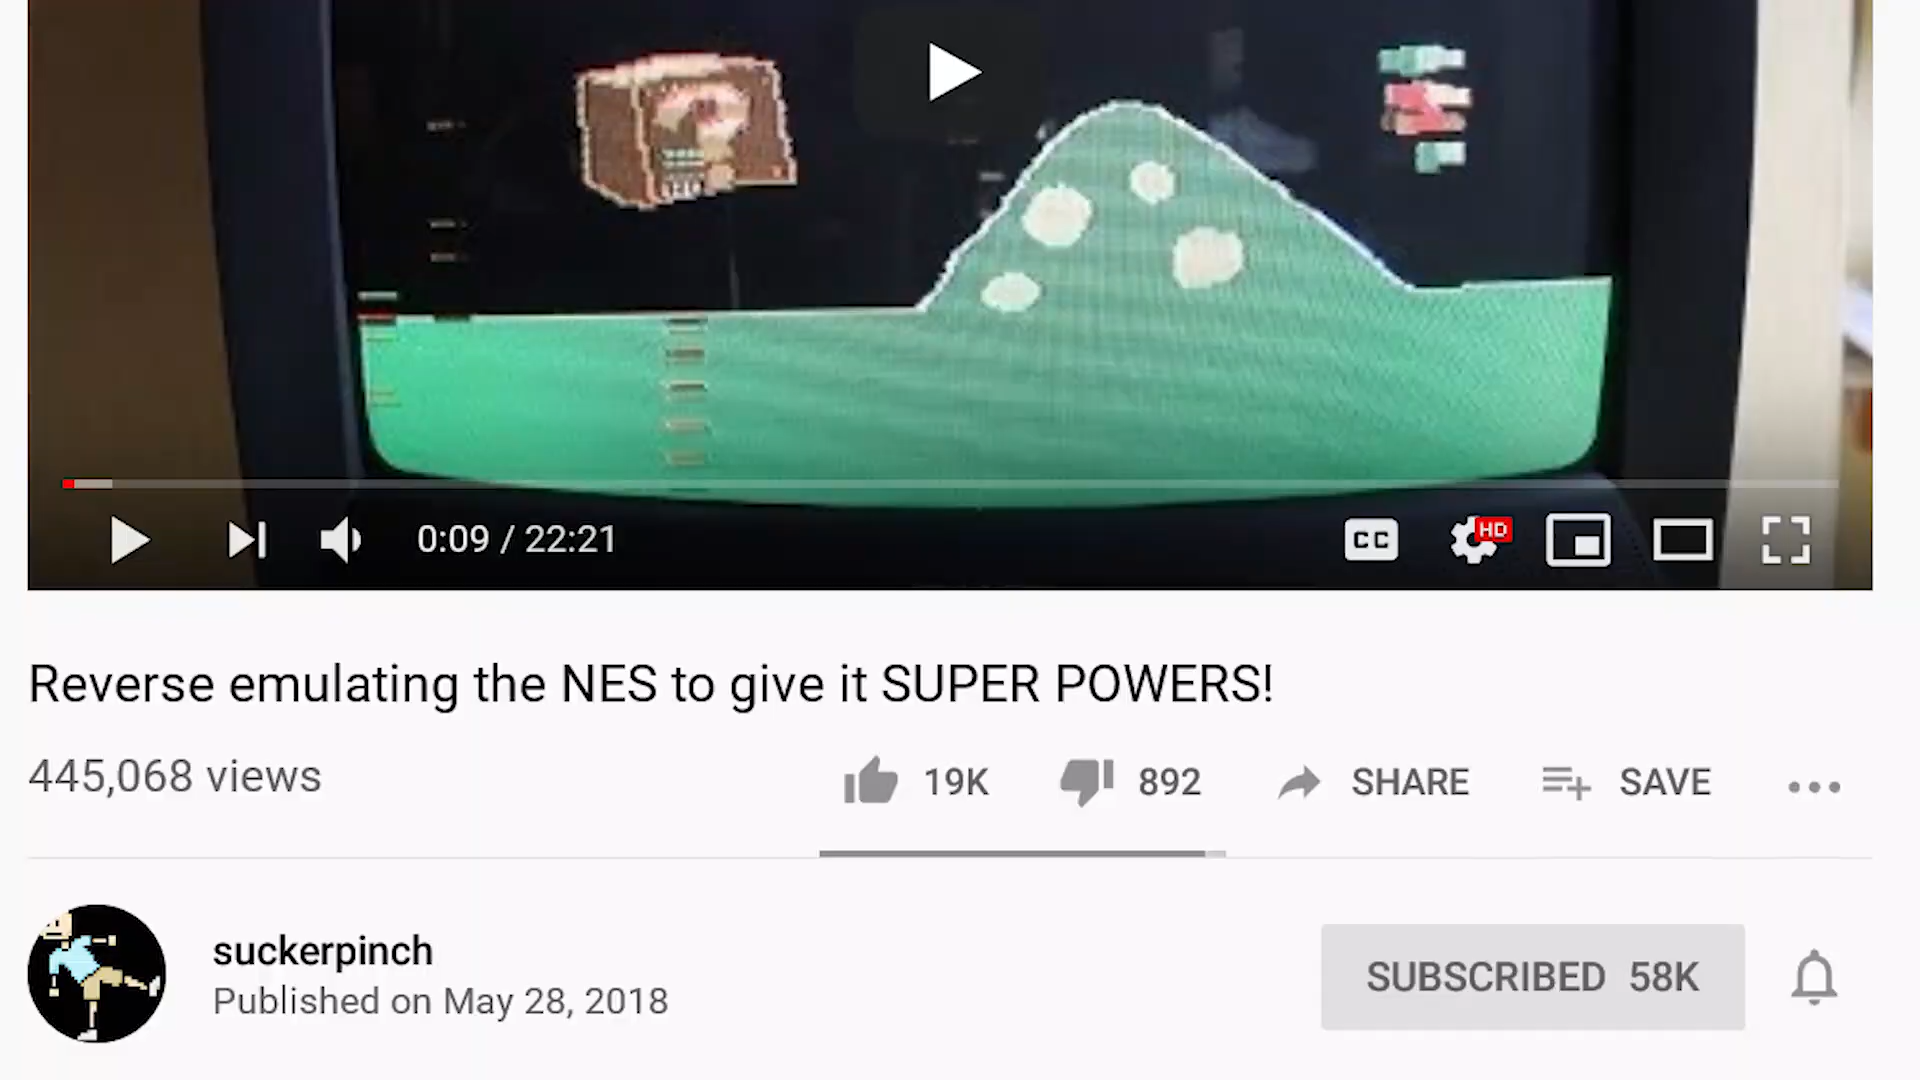 0:09 / 22:21
CC
HD
Reverse emulating the NES to give it SUPER POWERS!
445,068 views
19K
892
SHARE
SAVE
suckerpinch
Published on May 28, 2018
SUBSCRIBED 58K